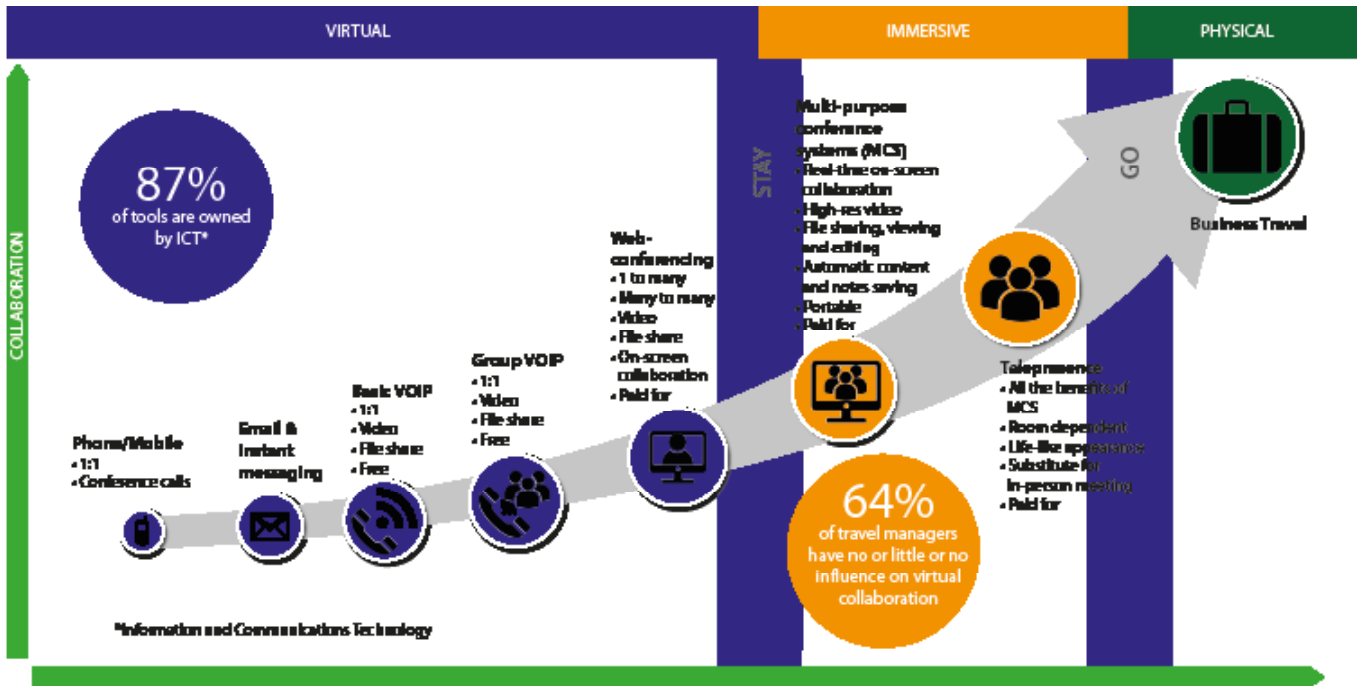 VIRTUAL
IMMERSIVE
PHYSICAL
COLLABORATION
87%
of tools are owned
by ICT*
Phone/Mobile
• 1:1
• Conference calls
Email &
instant
messaging
Basic VOIP
• 1:1
• Video
• File share
• Free
Group VOIP
• 1:1
• Video
• File share
• Free
Web-
conferencing
• 1 to many
• Many to many
• Video
• File share
• On-screen
collaboration
• Paid for
STAY
Multi-purpose
conference
systems (MCS)
• Real-time on-screen
collaboration
• High-res video
• File sharing, viewing
and editing
• Automatic content
and notes saving
• Portable
• Paid for
64%
of travel managers
have no or little or no
influence on virtual
collaboration
Telepresence
• All the benefits of
MCS
• Room dependent
• Life-like appearance
• Substitute for
in-person meeting
• Paid for
GO
Business Travel
*Information and Communications Technology